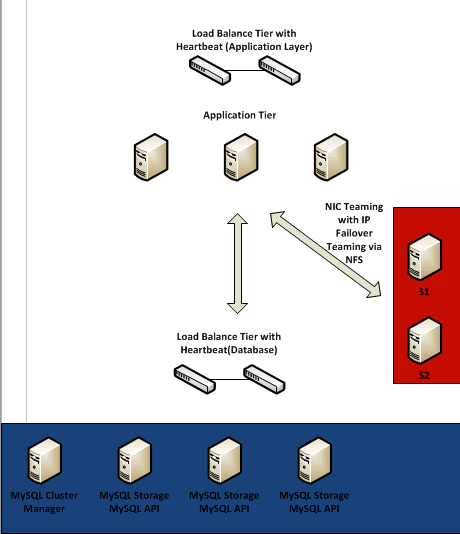 Load Balance Tier with
Heartbeat (Application Layer)
Application Tier
NIC Teaming
with IP
Failover
Teaming via
NFS
S1
S2
Load Balance Tier with
Heartbeat(Database)
MySQL Cluster
Manager
MySQL Storage
MySQL API
MySQL Storage
MySQL API
MySQL Storage
MySQL API